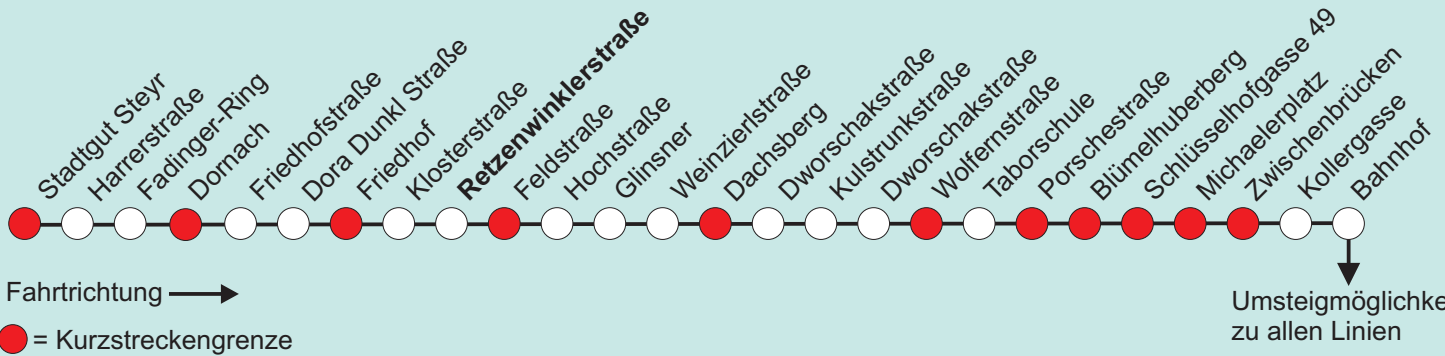 Stadtgut Steyr
Harrerstraße
Fadinger-Ring
Dornach
Friedhofstraße
Dora Dunkl Straße
Friedhof
Klosterstraße
Retzenwinklerstraße
Feldstraße
Hochstraße
Glinsner
Weinzierlstraße
Dachsberg
Dworschakstraße
Kulstrunkstraße
Dworschakstraße
Wolfernstraße
Taborschule
Porschestraße
Blümelhuberberg
Schlüsselhofgasse 49
Michaelerplatz
Zwischenbrücken
Kollergasse
Bahnhof
Fahrtrichtung
= Kurzstreckengrenze
Umsteigmöglichke
zu allen Linien